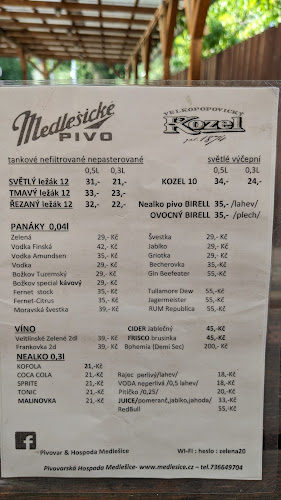 Medlešické
PIVO
VELKOPOPOVICKÝ
Kozel
1874
tankové nefiltrované nepasterované
světlé výčepní
0,5L 0,3L
0,5L 0,3L
SVĚTLÝ ležák 12 31,- 21,-
KOZEL 10 34,- 24,-
TMAVÝ ležák 12 33,- 23,-
ŘEZANÝ ležák 12 32,- 22,-
Nealko pivo BIRELL 35,- /lahev/
OVOCNÝ BIRELL 35,- /plech/
PANÁKY 0,04l
Zelená 29,- Kč
Vodka Finská 42,- Kč
Vodka Amundsen 35,- Kč
Vodka 29,- Kč
Božkov Tuzemský 29,- Kč
Božkov special kávový 29,-Kč
Fernet stock 35,- Kč
Fernet-Citrus 35,- Kč
Moravská švestka 39,- Kč
Švestka 29,- Kč
Jablko 29,- Kč
Griotka 29,- Kč
Becherovka 33,-Kč
Gin Beefeater 55,-Kč
Tullamore Dew 55,-Kč
Jagermeister 55,-Kč
RUM Republica 55,-Kč
VÍNO
Veltlínské Zelené 2dl 39,-Kč
Frankovka 2d 39,-Kč
CIDER Jablečný 45,-Kč
FRISCO brusinka 45,-Kč
Bohemia (Demi Sec) 200,- Kč
NEALKO 0,3l
KOFOLA 21,-Kč
COCA COLA 21,-Kč
SPRITE 21,-Kč
TONIC 21,-Kč
MALINOVKA 21,-Kč
Rajec perlivý/lahev/ 18,-Kč
VODA neperlivá /0,5 lahev/ 18,-Kč
Pitíčko /0,25/ 20,-Kč
JUICE/pomeranč,jablko,jahoda/ 33,-Kč
RedBull 55,-Kč
f
Pivovar & Hospoda Medlešice
WI-FI : heslo : zelena20
Pivovarská Hospoda Medlešice- www.medlesice.cz – tel.736649704